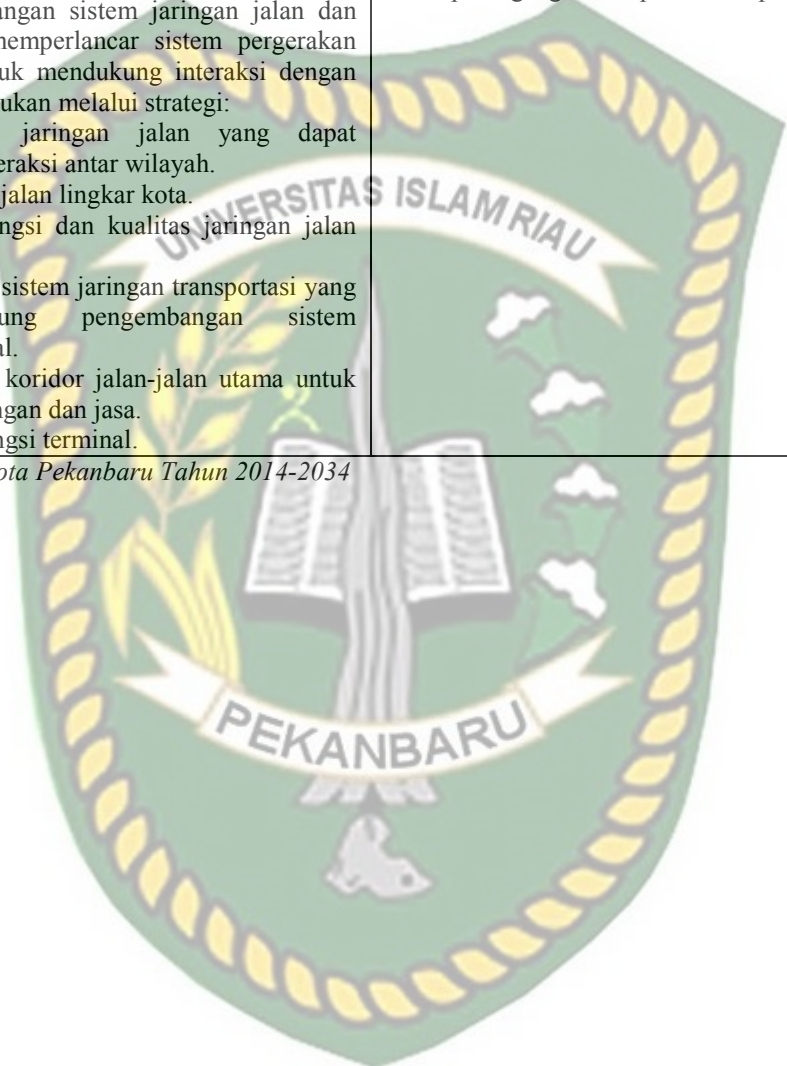 angan sistem jaringan jalan dan
nemperlancar sistem pergerakan
uk mendukung interaksi dengan
ukan melalui strategi:
jaringan jalan yang dapat
eraksi antar wilayah.
jalan lingkar kota.
ngsi dan kualitas jaringan jalan
sistem jaringan transportasi yang
ung pengembangan sistem
al.
koridor jalan-jalan utama untuk
ngan dan jasa.
ngsi terminal.
ota Pekanbaru Tahun 2014-2034
UNIVERSITAS ISLAM RIAU
PEKANBARU